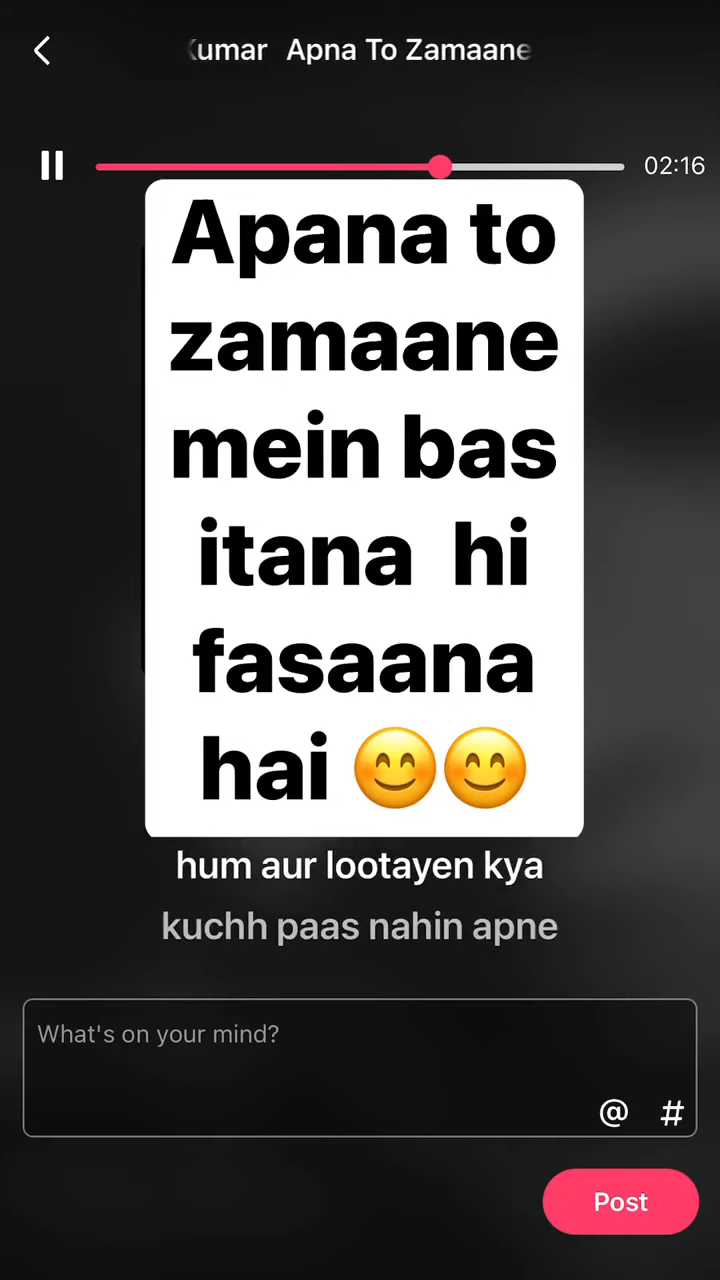 Kumar Apna To Zamaane
02:16
Apana to
zamaane
mein bas
itana hi
fasaana
hai 😊😊
hum aur lootayen kya
kuchh paas nahin apne
What's on your mind?
@ #
Post